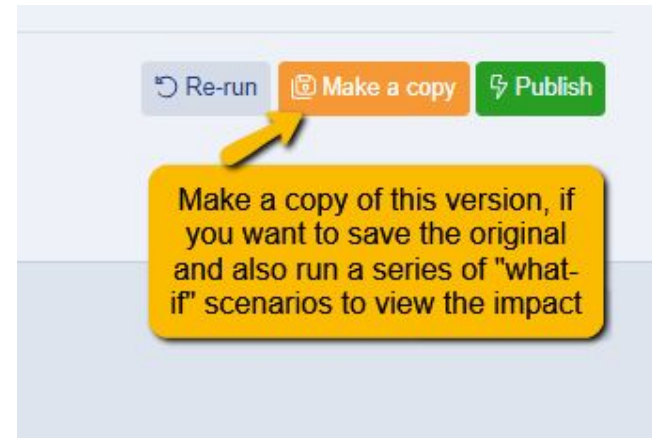 Re-run Make a copy Publish
Make a copy of this version, if
you want to save the original
and also run a series of "what-
if" scenarios to view the impact